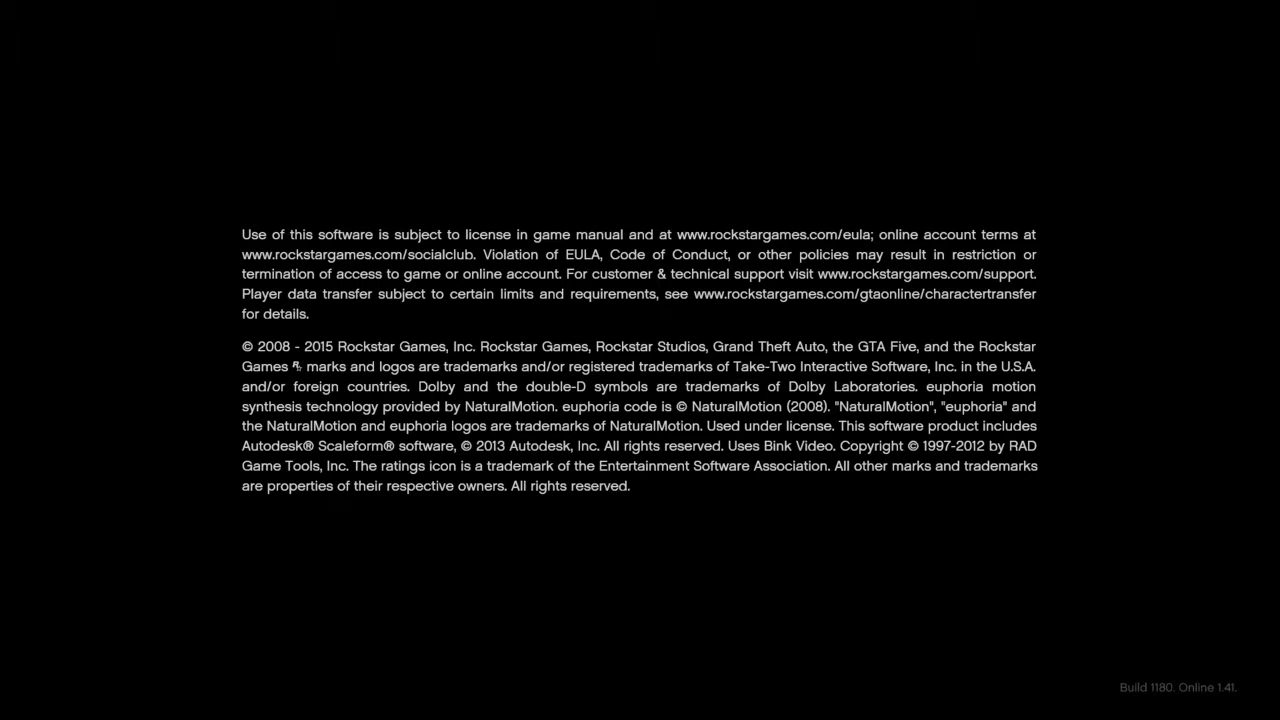 Use of this software is subject to license in game manual and at www.rockstargames.com/eula; online account terms at
www.rockstargames.com/socialclub. Violation of EULA, Code of Conduct, or other policies may result in restriction or
termination of access to game or online account. For customer & technical support visit www.rockstargames.com/support.
Player data transfer subject to certain limits and requirements, see www.rockstargames.com/gtaonline/charactertransfer
for details.
© 2008 - 2015 Rockstar Games, Inc. Rockstar Games, Rockstar Studios, Grand Theft Auto, the GTA Five, and the Rockstar
Games R* marks and logos are trademarks and/or registered trademarks of Take-Two Interactive Software, Inc. in the U.S.A.
and/or foreign countries. Dolby and the double-D symbols are trademarks of Dolby Laboratories. euphoria motion
synthesis technology provided by NaturalMotion. euphoria code is © NaturalMotion (2008). "NaturalMotion", "euphoria" and
the NaturalMotion and euphoria logos are trademarks of NaturalMotion. Used under license. This software product includes
Autodesk® Scaleform® software, © 2013 Autodesk, Inc. All rights reserved. Uses Bink Video. Copyright © 1997-2012 by RAD
Game Tools, Inc. The ratings icon is a trademark of the Entertainment Software Association. All other marks and trademarks
are properties of their respective owners. All rights reserved.
Build 1180. Online 1.41.